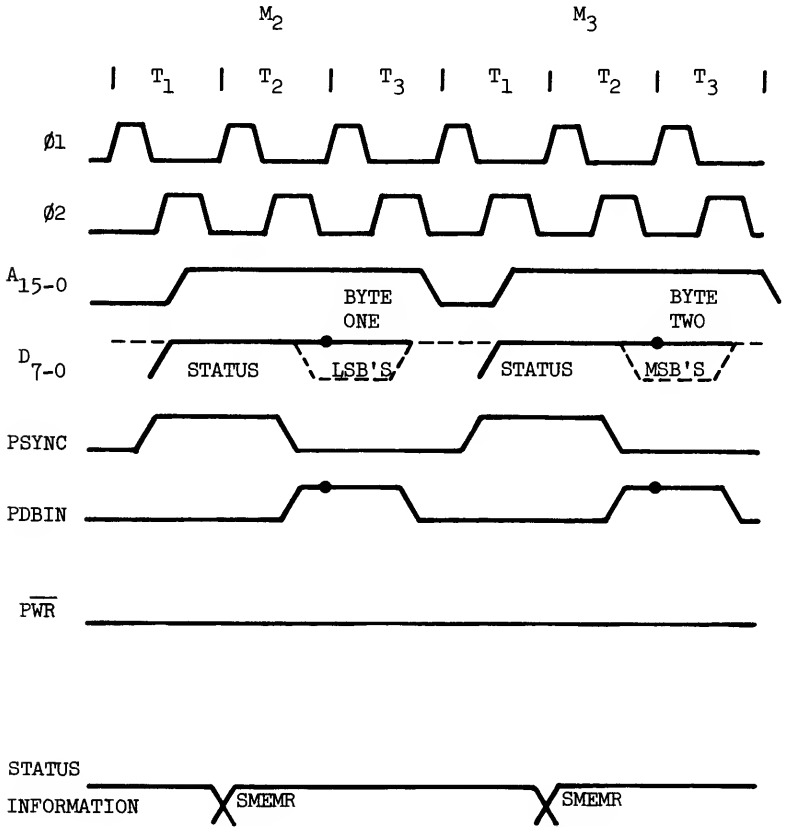 M2 M3
| T1 | T2 | T3 | T1 | T2 | T3 |
Ø1
Ø2
A15-0
BYTE ONE
BYTE TWO
D7-0
STATUS
LSB'S
STATUS
MSB'S
PSYNC
PDBIN
PW̅R̅
STATUS INFORMATION
SMEMR
SMEMR